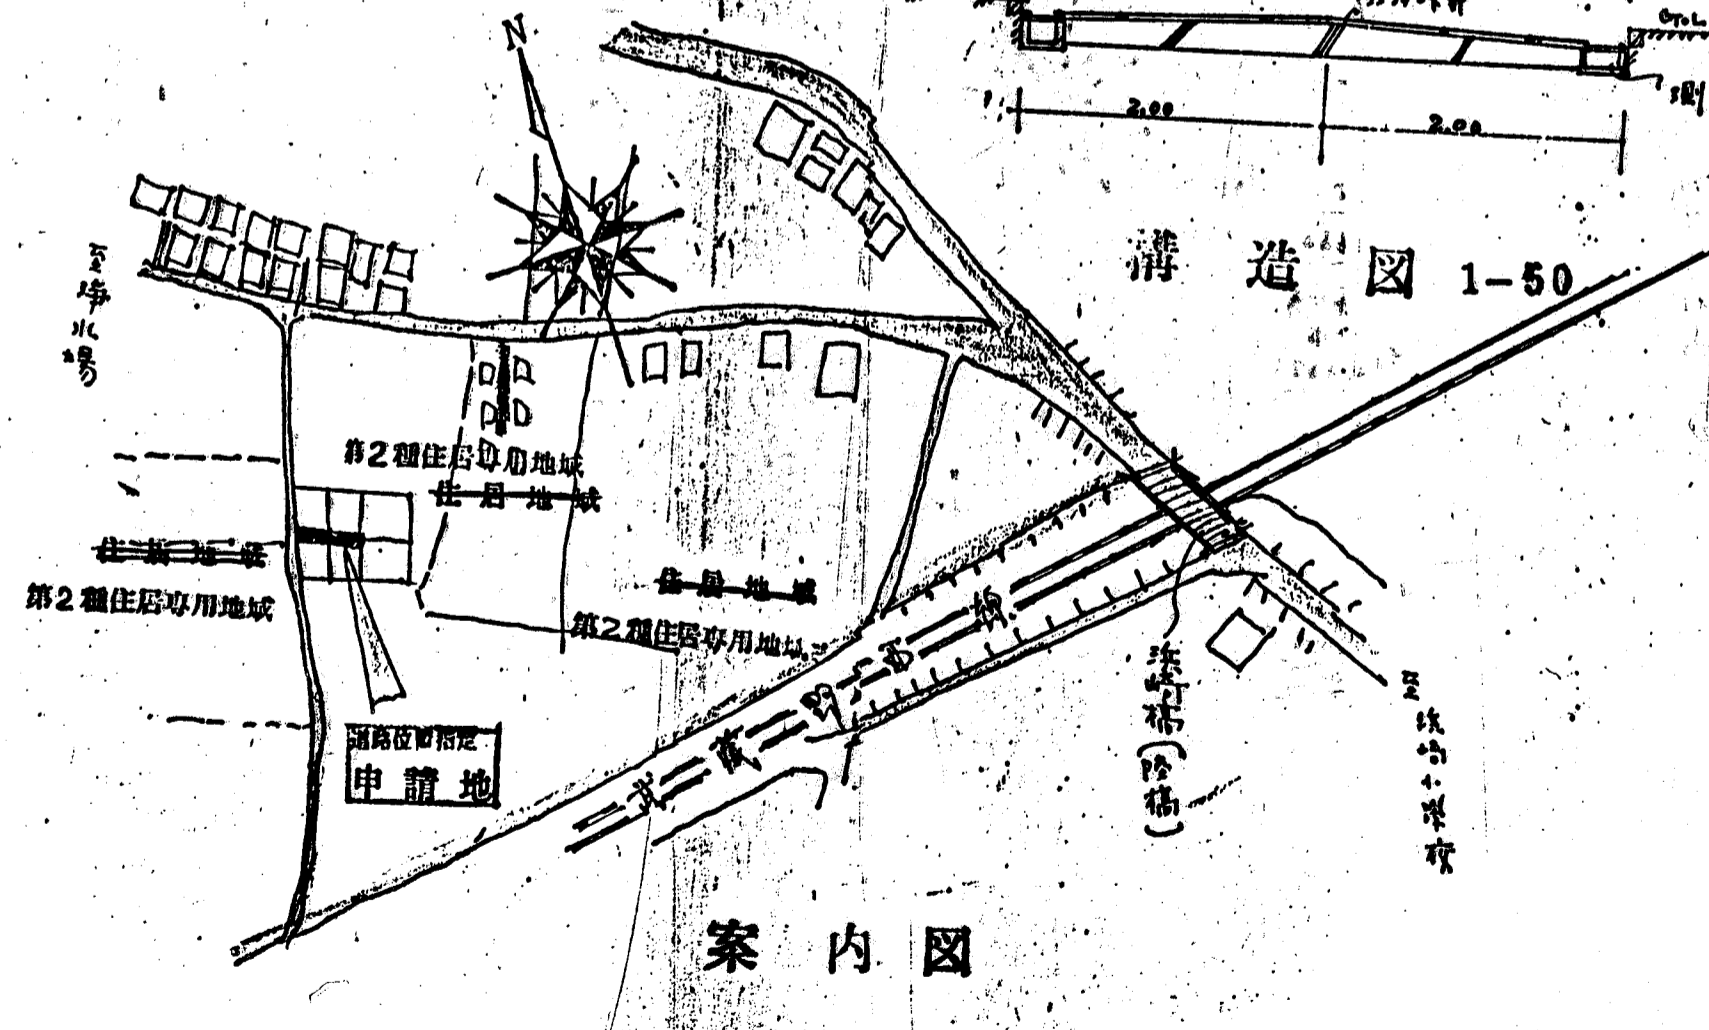 N
G.L
2.00
2.00
構造図 1-50
至浄水場
第2種住居専用地域
住居地域
住居地域
第2種住居専用地域
住居地域
第2種住居専用地域
道路位置指定
申請地
武蔵野西線
浜崎橋(陸橋)
至浜崎小学校
案内図